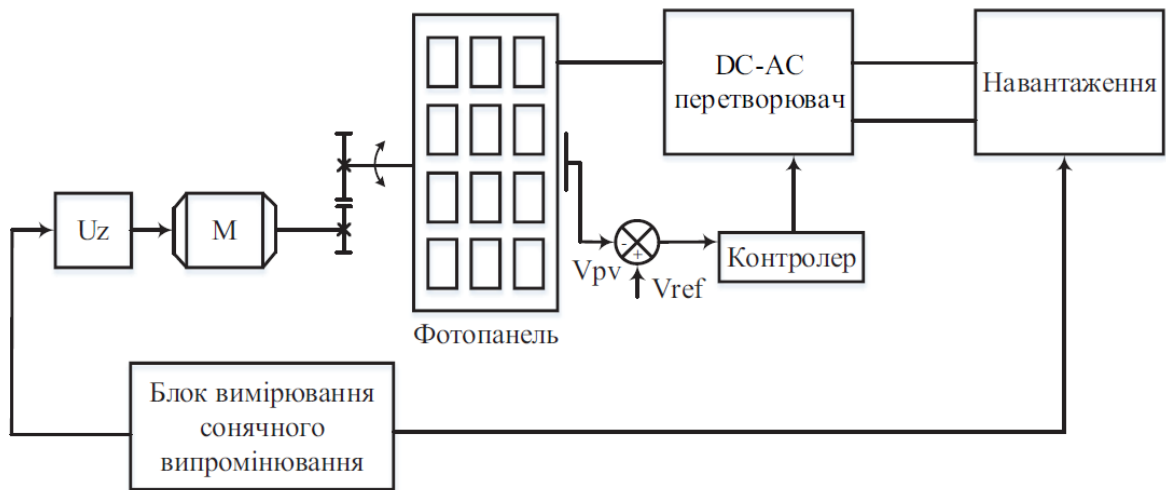 DC-AC
перетворювач
Навантаження
Uz
M
-
+
Vpv
Vref
Контролер
Фотопанель
Блок вимірювання
сонячного
випромінювання